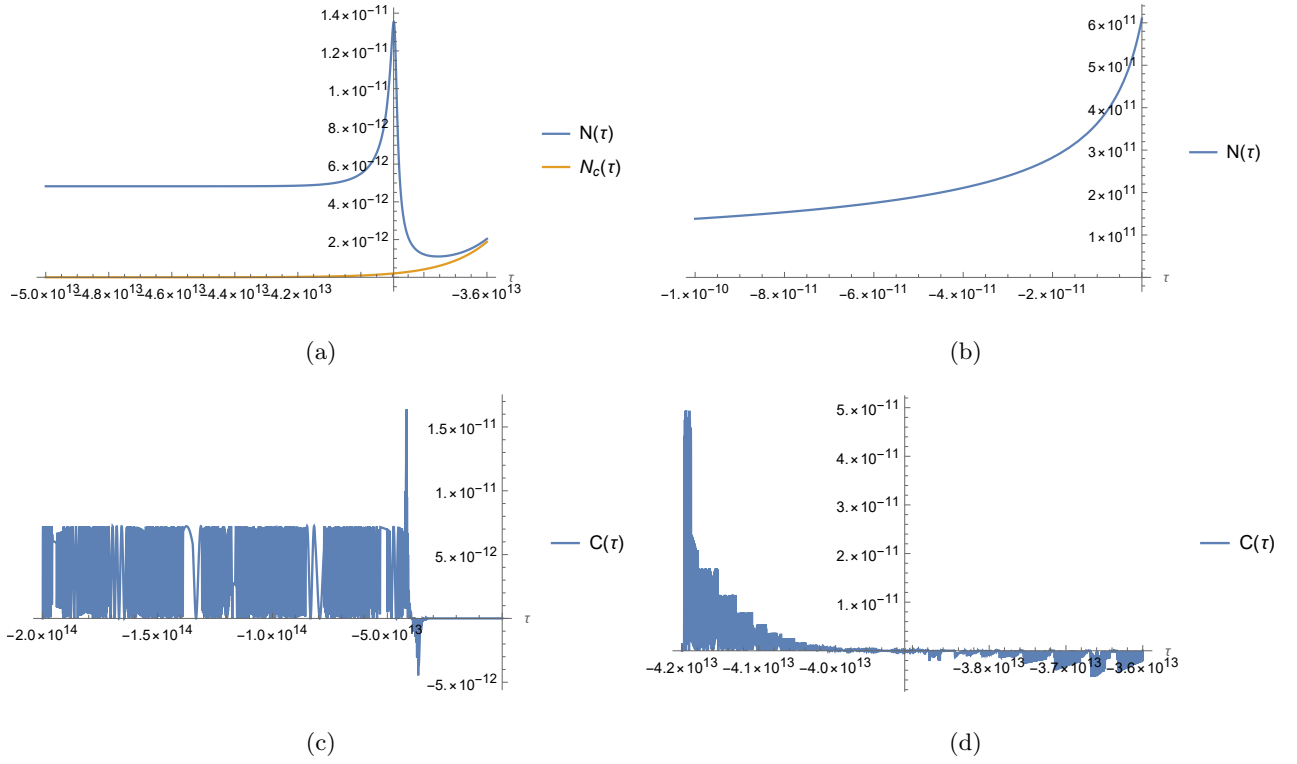 1.4×10⁻¹¹
1.2×10⁻¹¹
1.×10⁻¹¹
8.×10⁻¹²
6.×10⁻¹²
4.×10⁻¹²
2.×10⁻¹²
−5.0×10¹³ −4.8×10¹³ −4.6×10¹³ −4.4×10¹³ −4.2×10¹³ −3.6×10¹³ τ
N(τ)
N_c(τ)
(a)
6×10¹¹
5×10¹¹
4×10¹¹
3×10¹¹
2×10¹¹
1×10¹¹
−1.×10⁻¹⁰ −8.×10⁻¹¹ −6.×10⁻¹¹ −4.×10⁻¹¹ −2.×10⁻¹¹ τ
N(τ)
(b)
1.5×10⁻¹¹
1.×10⁻¹¹
5.×10⁻¹²
−5.×10⁻¹²
−2.0×10¹⁴ −1.5×10¹⁴ −1.0×10¹⁴ −5.0×10¹³ τ
C(τ)
(c)
5.×10⁻¹¹
4.×10⁻¹¹
3.×10⁻¹¹
2.×10⁻¹¹
1.×10⁻¹¹
−4.2×10¹³ −4.1×10¹³ −4.0×10¹³ −3.8×10¹³ −3.7×10¹³ −3.6×10¹³ τ
C(τ)
(d)